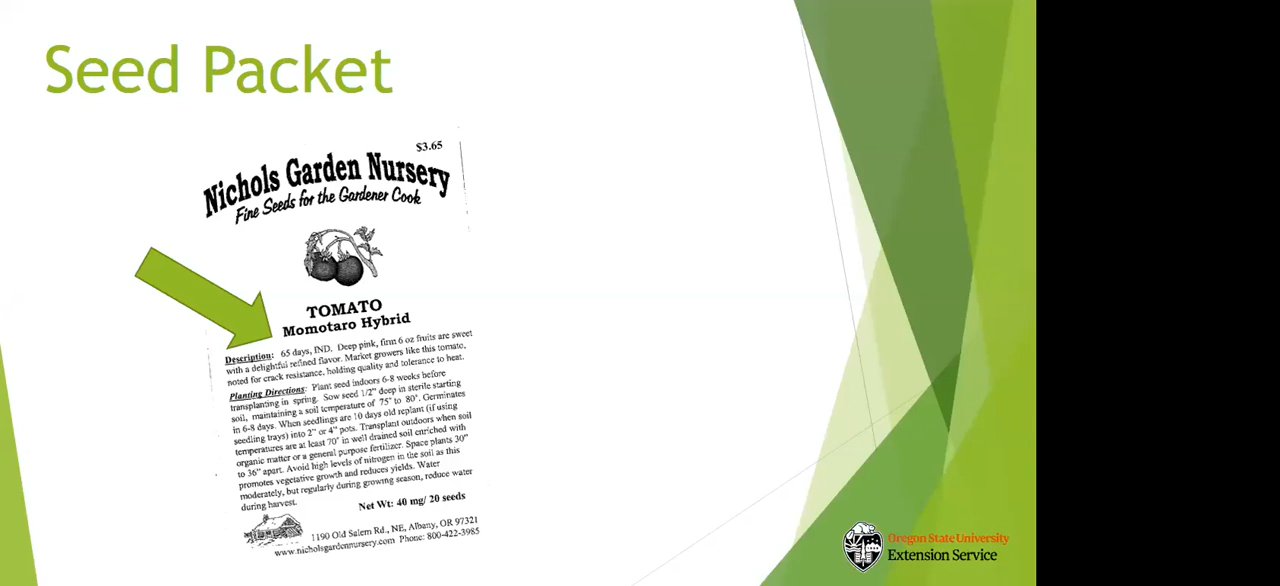 Seed Packet
$3.65
Nichols Garden Nursery
Fine Seeds for the Gardener Cook
TOMATO
Momotaro Hybrid
Description: 65 days, IND. Deep pink, firm 6 oz fruits are sweet
with a delightful refined flavor. Market growers like this tomato,
noted for crack resistance, holding quality and tolerance to heat.
Planting Directions: Plant seed indoors 6-8 weeks before
transplanting in spring. Sow seed 1/2" deep in sterile starting
soil, maintaining a soil temperature of 75° to 80°. Germinates
in 6-8 days. When seedlings are 10 days old replant (if using
seedling trays) into 2" or 4" pots. Transplant outdoors when soil
temperatures are at least 70° in well drained soil enriched with
organic matter or a general purpose fertilizer. Space plants 30"
to 36" apart. Avoid high levels of nitrogen in the soil as this
promotes vegetative growth and reduces yields. Water
moderately, but regularly during growing season, reduce water
during harvest.
Net Wt: 40 mg/ 20 seeds
1190 Old Salem Rd., NE, Albany, OR 97321
www.nicholsgardennursery.com Phone: 800-422-3985
Oregon State University
Extension Service